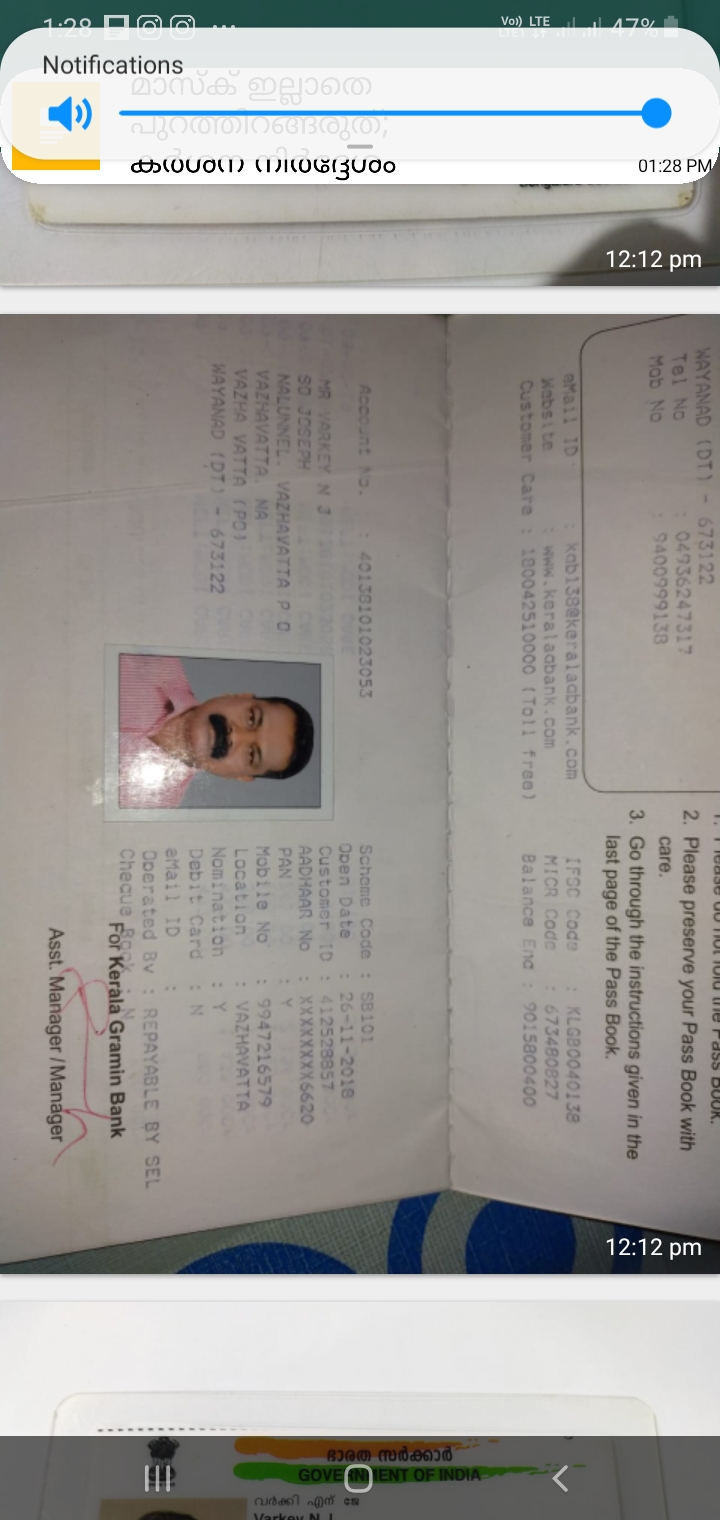 1:28
Vo)) LTE
LTE1
47%
Notifications
മാസ്ക് ഇല്ലാതെ
പുറത്തിറങ്ങരുത്;
കർശന നിർദ്ദേശം
01:28 PM
12:12 pm
WAYANAD (DT) - 673122
Tel No : 04936247317
Mob No : 9400999138
eMail ID : kgb138@keralagbank.com
Website : www.keralagbank.com
Customer Care : 180042510000 (Toll free)
1. Please do not fold the Pass Book.
2. Please preserve your Pass Book with
care.
3. Go through the instructions given in the
last page of the Pass Book.
IFSC Code : KLGB0040138
MICR Code : 673480827
Balance Enq : 9015800400
Account No. : 40138101023053
MR VARKEY N J
SO JOSEPH
NALUNNEL, VAZHAVATTA P O
VAZHAVATTA, NA
VAZHA VATTA (PO)
WAYANAD (DT) - 673122
Scheme Code : SB101
Open Date : 26-11-2018
Customer ID : 412528857
AADHAAR No : XXXXXXXX6620
PAN : Y
Mobile No : 9947216579
Location : VAZHAVATTA
Nomination : Y
Debit Card : N
eMail ID :
Operated By : REPAYABLE BY SEL
Cheque Book : N
For Kerala Gramin Bank
Asst. Manager / Manager
12:12 pm
ഭാരത സർക്കാർ
GOVERNMENT OF INDIA
വർക്കി എന് ജേ
Varkey N J